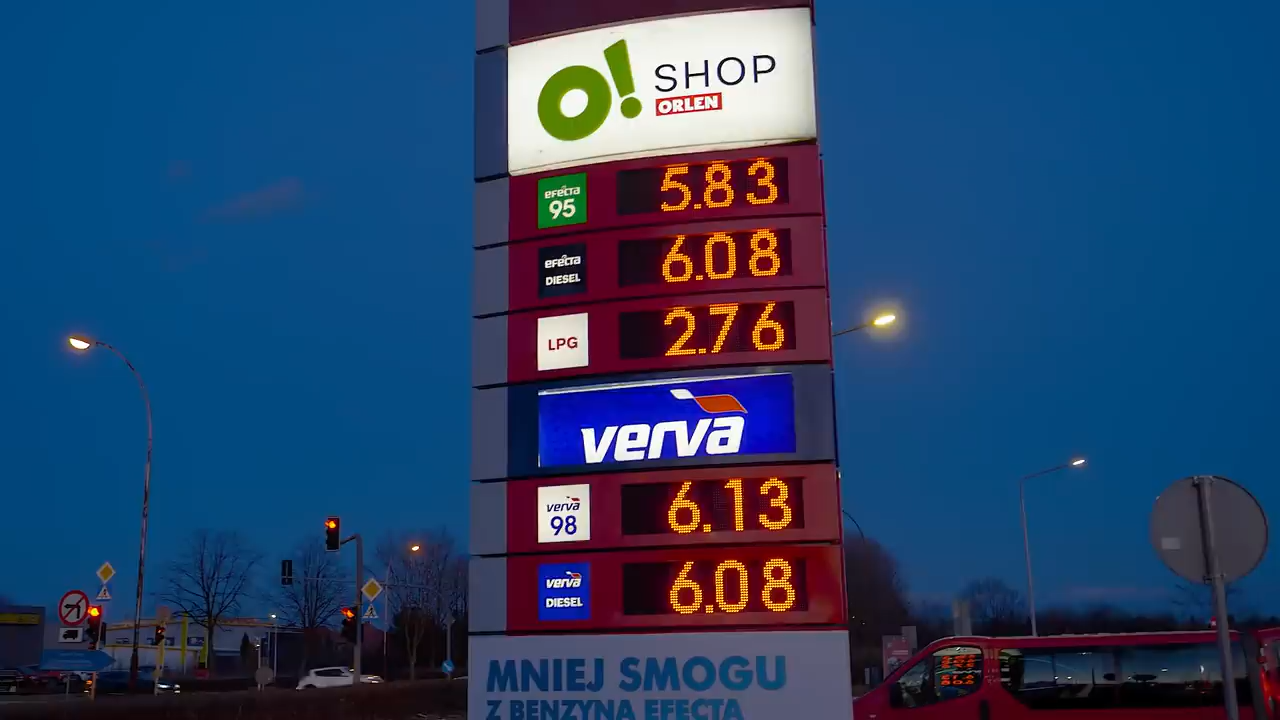 O! SHOP
ORLEN
efecta
95
5.83
efecta
DIESEL
6.08
LPG
2.76
verva
verva
98
6.13
verva
DIESEL
6.08
MNIEJ SMOGU
Z BENZYNĄ EFECTA